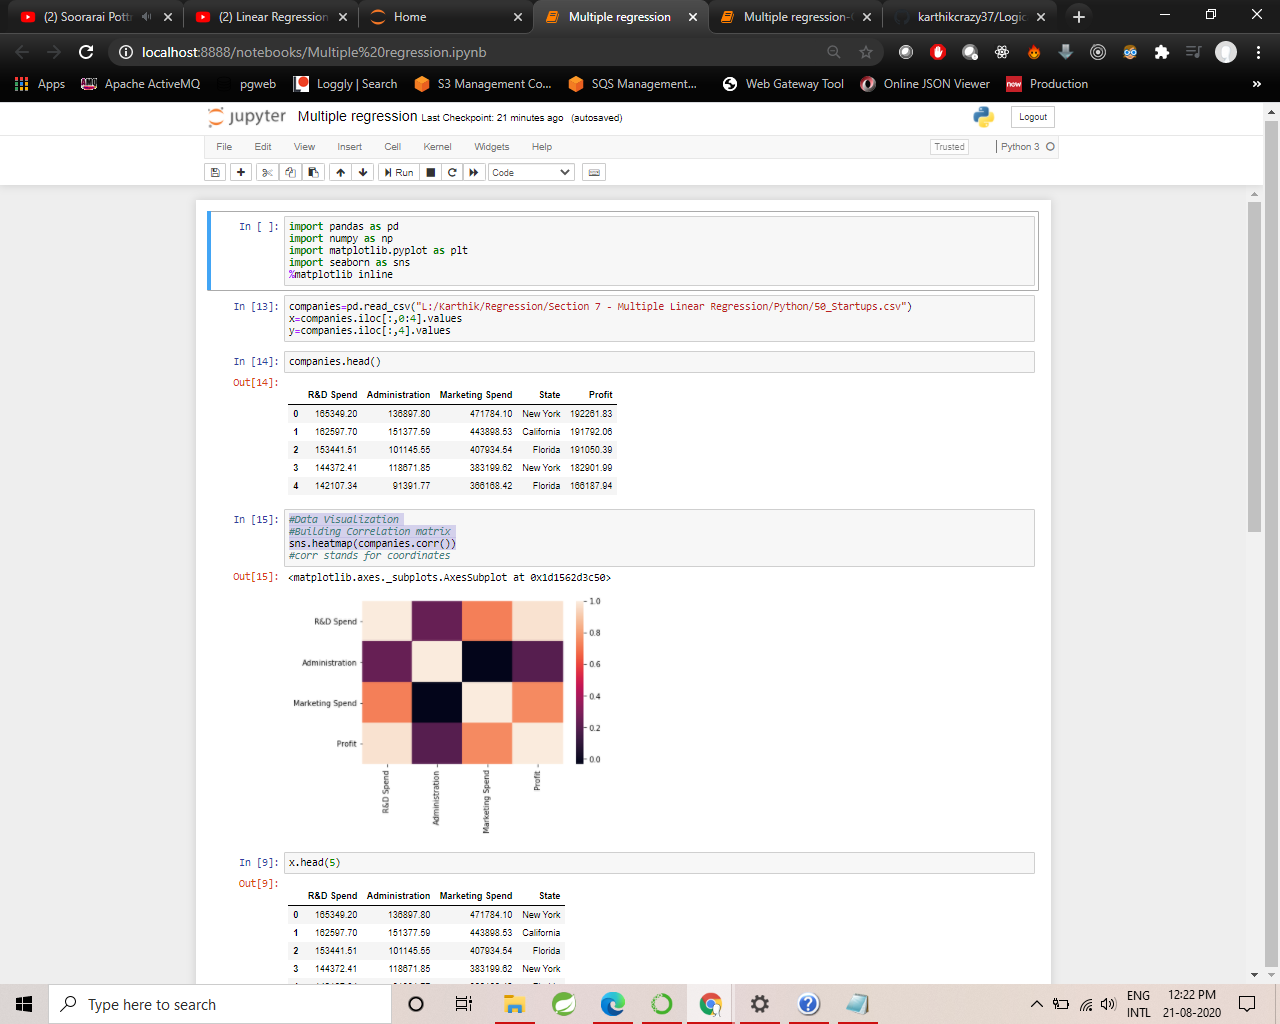 (2) Soorarai Pottr
(2) Linear Regression
Home
Multiple regression
Multiple regression-
karthikcrazy37/Logic
localhost:8888/notebooks/Multiple%20regression.ipynb
Apps
Apache ActiveMQ
pgweb
Loggly | Search
S3 Management Co...
SQS Management...
Web Gateway Tool
Online JSON Viewer
now
Production
»
jupyter
Multiple regression
Last Checkpoint: 21 minutes ago
(autosaved)
Logout
File
Edit
View
Insert
Cell
Kernel
Widgets
Help
Trusted
Python 3
Run
Code
In [ ]:
import pandas as pd
import numpy as np
import matplotlib.pyplot as plt
import seaborn as sns
%matplotlib inline
In [13]:
companies=pd.read_csv("L:/Karthik/Regression/Section 7 - Multiple Linear Regression/Python/50_Startups.csv")
x=companies.iloc[:,0:4].values
y=companies.iloc[:,4].values
In [14]:
companies.head()
Out[14]:
R&D Spend Administration Marketing Spend State Profit
0 165349.20 136897.80 471784.10 New York 192261.83
1 162597.70 151377.59 443898.53 California 191792.06
2 153441.51 101145.55 407934.54 Florida 191050.39
3 144372.41 118671.85 383199.62 New York 182901.99
4 142107.34 91391.77 366168.42 Florida 166187.94
In [15]:
#Data Visualization
#Building Correlation matrix
sns.heatmap(companies.corr())
#corr stands for coordinates
Out[15]:
<matplotlib.axes._subplots.AxesSubplot at 0x1d1562d3c50>
R&D Spend
Administration
Marketing Spend
Profit
R&D Spend
Administration
Marketing Spend
Profit
1.0
0.8
0.6
0.4
0.2
0.0
In [9]:
x.head(5)
Out[9]:
R&D Spend Administration Marketing Spend State
0 165349.20 136897.80 471784.10 New York
1 162597.70 151377.59 443898.53 California
2 153441.51 101145.55 407934.54 Florida
3 144372.41 118671.85 383199.62 New York
Type here to search
ENG
INTL
12:22 PM
21-08-2020